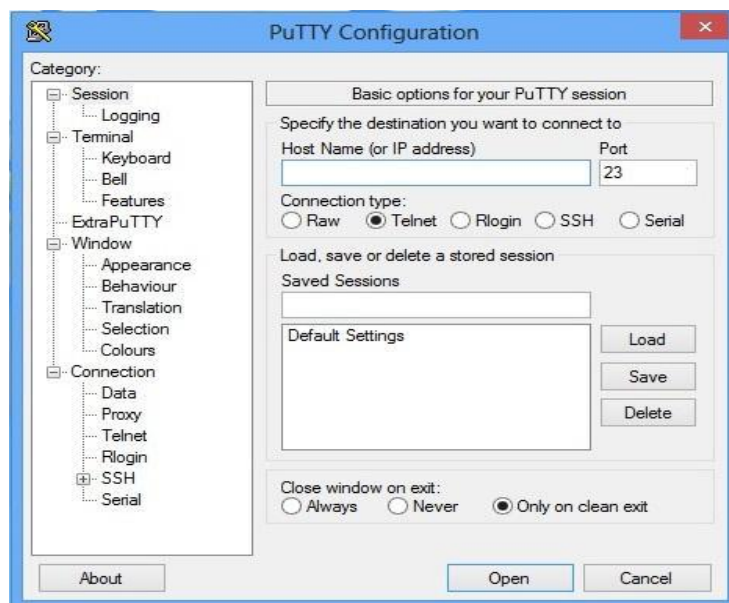 PuTTY Configuration
Category:
Session
Logging
Terminal
Keyboard
Bell
Features
ExtraPuTTY
Window
Appearance
Behaviour
Translation
Selection
Colours
Connection
Data
Proxy
Telnet
Rlogin
SSH
Serial
Basic options for your PuTTY session
Specify the destination you want to connect to
Host Name (or IP address) Port
23
Connection type:
Raw Telnet Rlogin SSH Serial
Load, save or delete a stored session
Saved Sessions
Default Settings
Load
Save
Delete
Close window on exit:
Always Never Only on clean exit
About Open Cancel